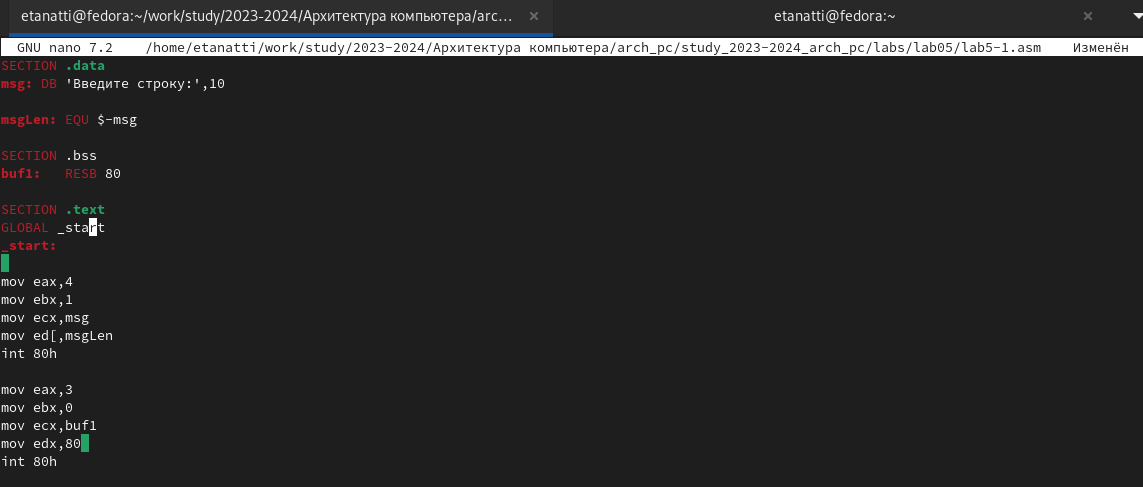 etanatti@fedora:~/work/study/2023-2024/Архитектура компьютера/arc... × etanatti@fedora:~ ×
GNU nano 7.2 /home/etanatti/work/study/2023-2024/Архитектура компьютера/arch_pc/study_2023-2024_arch_pc/labs/lab05/lab5-1.asm Изменён
SECTION .data
msg: DB 'Введите строку:',10
msgLen: EQU $-msg
SECTION .bss
buf1: RESB 80
SECTION .text
GLOBAL _start
_start:
mov eax,4
mov ebx,1
mov ecx,msg
mov ed[,msgLen
int 80h
mov eax,3
mov ebx,0
mov ecx,buf1
mov edx,80
int 80h